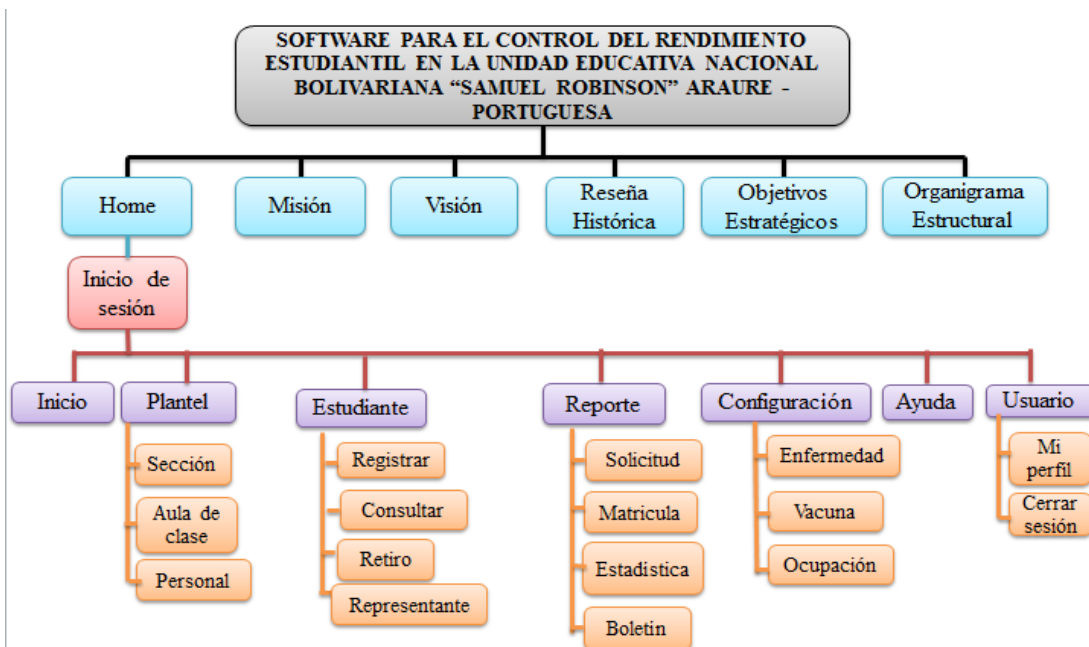 SOFTWARE PARA EL CONTROL DEL RENDIMIENTO
ESTUDIANTIL EN LA UNIDAD EDUCATIVA NACIONAL
BOLIVARIANA “SAMUEL ROBINSON” ARAURE -
PORTUGUESA
Home
Misión
Visión
Reseña
Histórica
Objetivos
Estratégicos
Organigrama
Estructural
Inicio de
sesión
Inicio
Plantel
Estudiante
Reporte
Configuración
Ayuda
Usuario
Sección
Aula de
clase
Personal
Registrar
Consultar
Retiro
Representante
Solicitud
Matricula
Estadistica
Boletin
Enfermedad
Vacuna
Ocupación
Mi
perfil
Cerrar
sesión